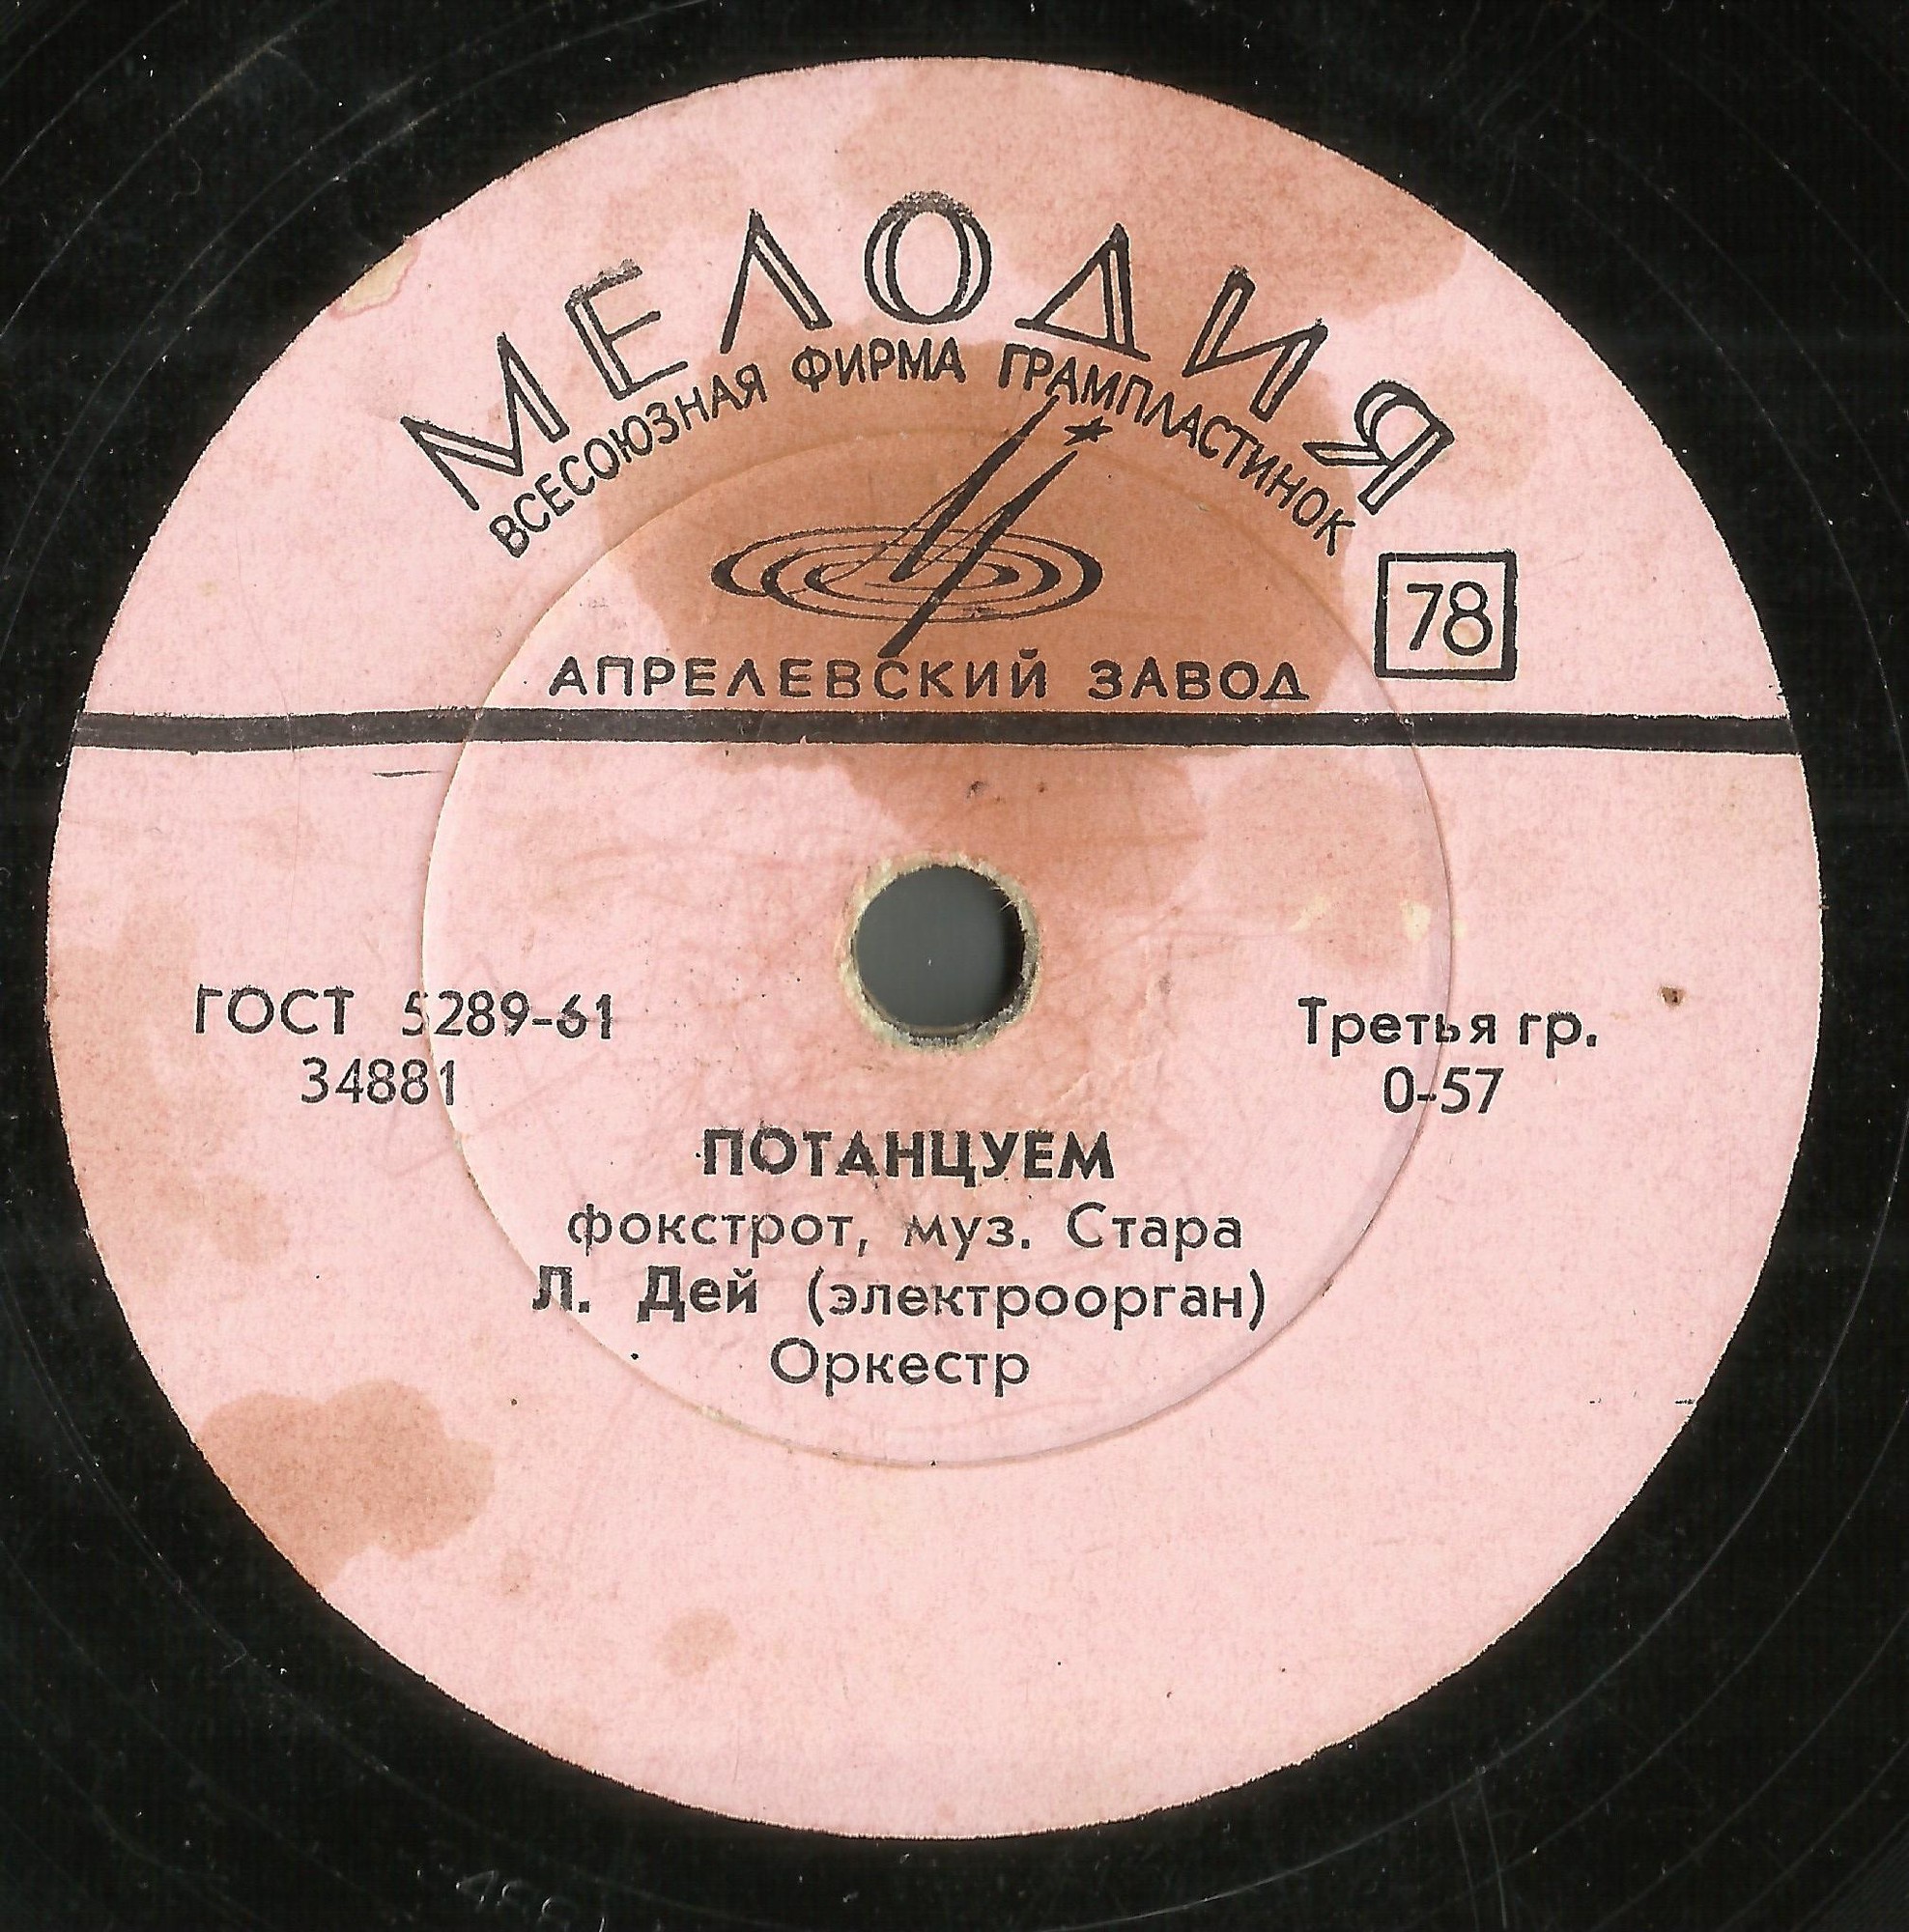 МЕЛОДИЯ
ВСЕСОЮЗНАЯ ФИРМА ГРАМПЛАСТИНОК
78
АПРЕЛЕВСКИЙ ЗАВОД
ГОСТ 5289-61
34881
Третья гр.
0-57
ПОТАНЦУЕМ
фокстрот, муз. Стара
Л. Дей (электроорган)
Оркестр